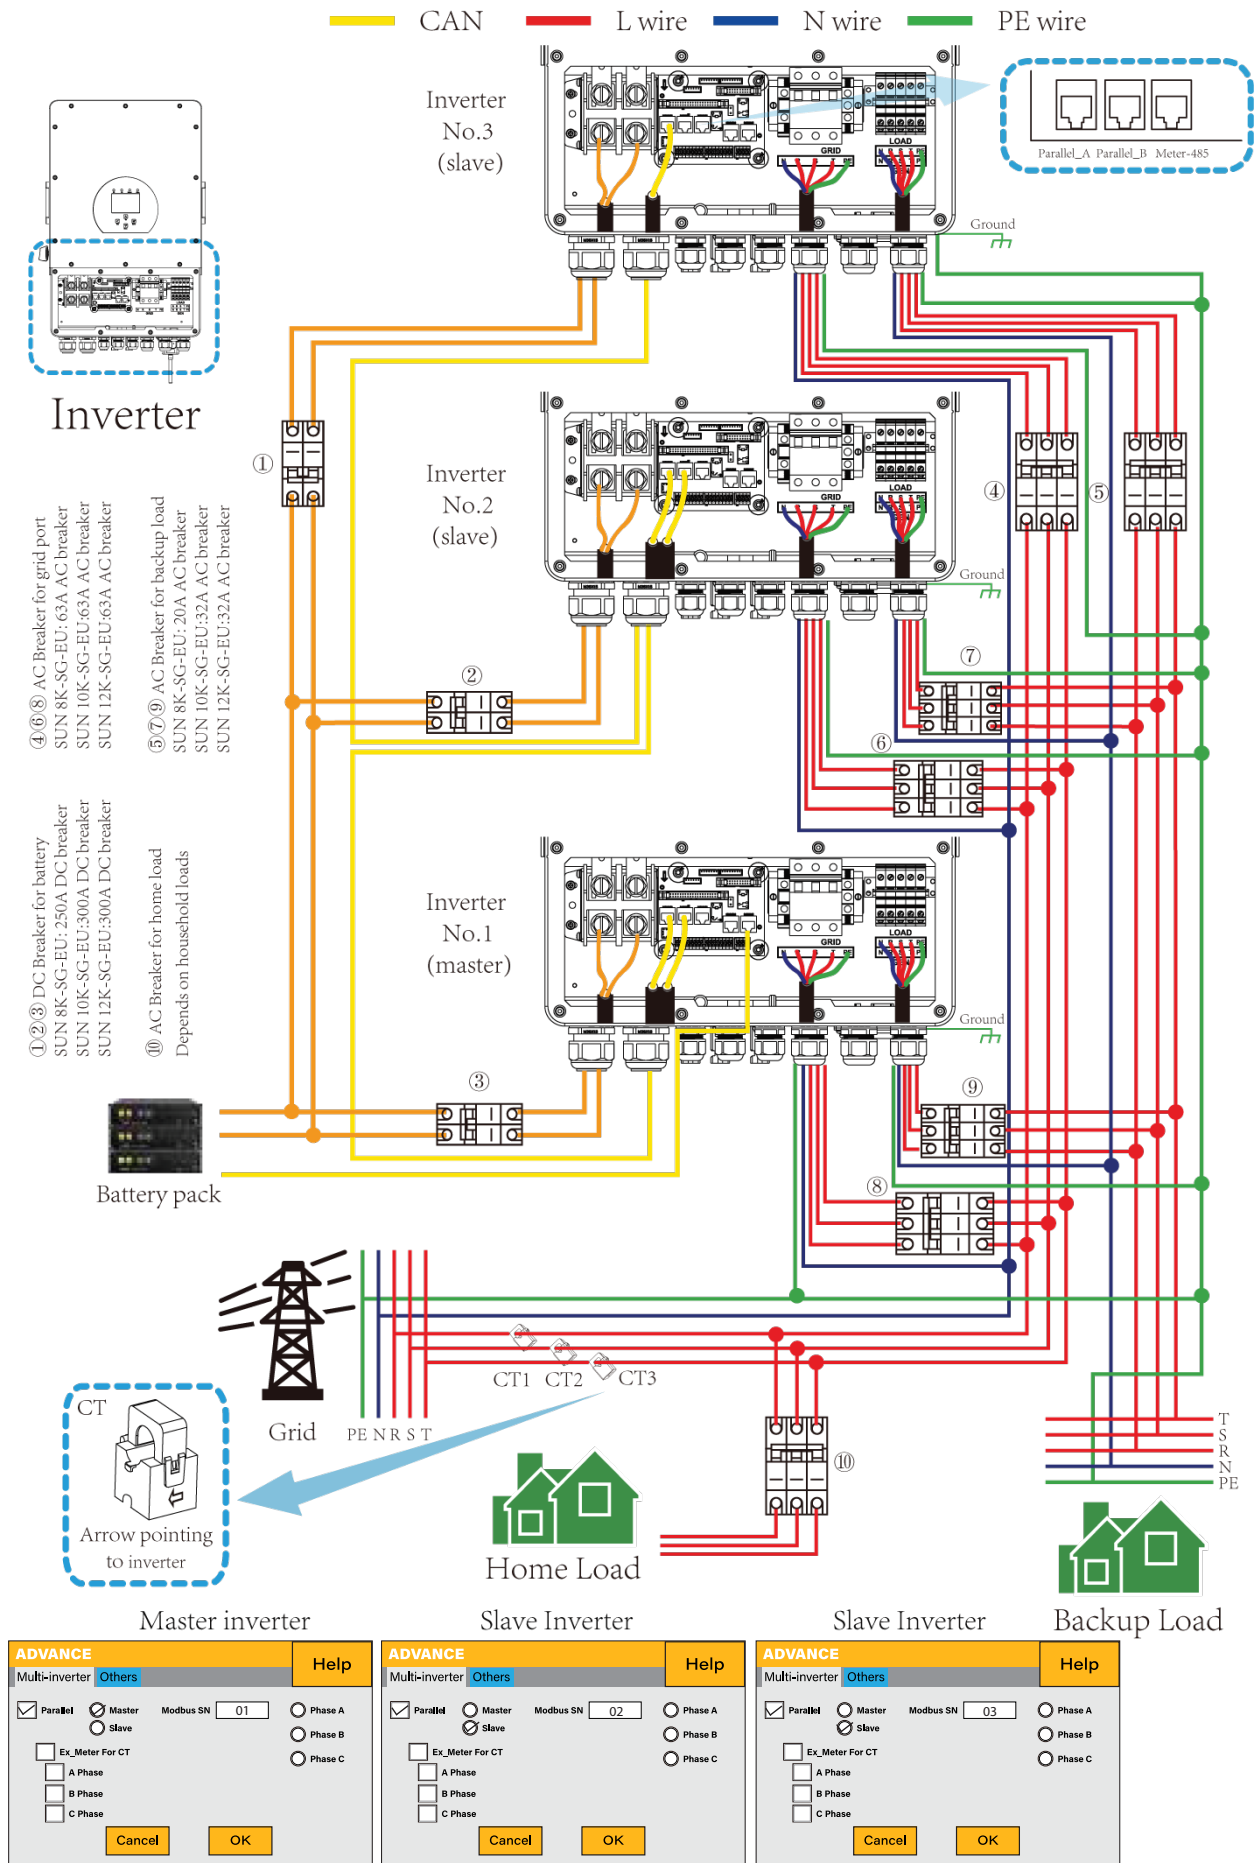 CAN
L wire
N wire
PE wire
Inverter
No.3
(slave)
GRID
LOAD
Parallel_A Parallel_B Meter-485
Ground
Inverter
①
Inverter
No.2
(slave)
GRID
LOAD
④
⑤
Ground
④⑥⑧ AC Breaker for grid port
SUN 8K-SG-EU: 63A AC breaker
SUN 10K-SG-EU:63A AC breaker
SUN 12K-SG-EU:63A AC breaker
⑤⑦⑨ AC Breaker for backup load
SUN 8K-SG-EU: 20A AC breaker
SUN 10K-SG-EU:32A AC breaker
SUN 12K-SG-EU:32A AC breaker
②
⑦
⑥
①②③ DC Breaker for battery
SUN 8K-SG-EU: 250A DC breaker
SUN 10K-SG-EU:300A DC breaker
SUN 12K-SG-EU:300A DC breaker
⑩ AC Breaker for home load
Depends on household loads
Inverter
No.1
(master)
GRID
LOAD
Ground
③
⑨
⑧
Battery pack
CT1 CT2 CT3
Grid
PE N R S T
CT
Arrow pointing
to inverter
⑩
Home Load
T
S
R
N
PE
Backup Load
Master inverter
ADVANCE
Help
Multi-inverter Others
Parallel Master Modbus SN 01 Phase A
Slave
Phase B
Ex_Meter For CT Phase C
A Phase
B Phase
C Phase
Cancel OK
Slave Inverter
ADVANCE
Help
Multi-inverter Others
Parallel Master Modbus SN 02 Phase A
Slave
Phase B
Ex_Meter For CT Phase C
A Phase
B Phase
C Phase
Cancel OK
Slave Inverter
ADVANCE
Help
Multi-inverter Others
Parallel Master Modbus SN 03 Phase A
Slave
Phase B
Ex_Meter For CT Phase C
A Phase
B Phase
C Phase
Cancel OK